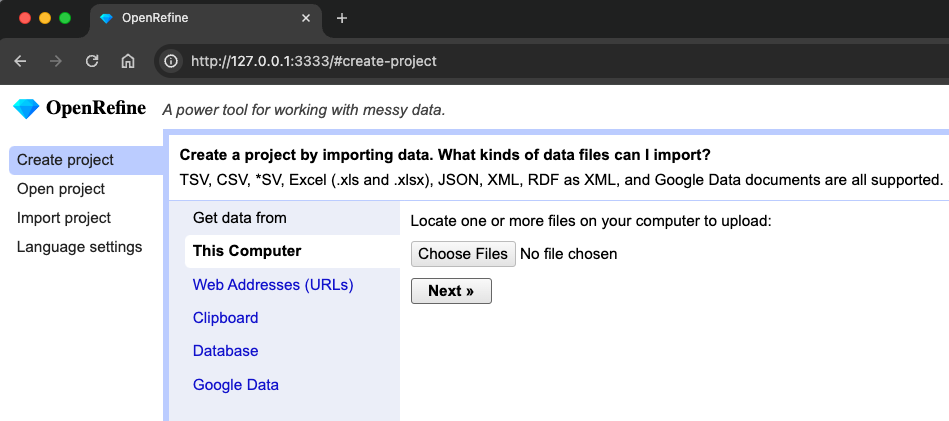 OpenRefine
http://127.0.0.1:3333/#create-project
OpenRefine A power tool for working with messy data.
Create project
Open project
Import project
Language settings
Create a project by importing data. What kinds of data files can I import?
TSV, CSV, *SV, Excel (.xls and .xlsx), JSON, XML, RDF as XML, and Google Data documents are all supported.
Get data from
This Computer
Web Addresses (URLs)
Clipboard
Database
Google Data
Locate one or more files on your computer to upload:
Choose Files No file chosen
Next »